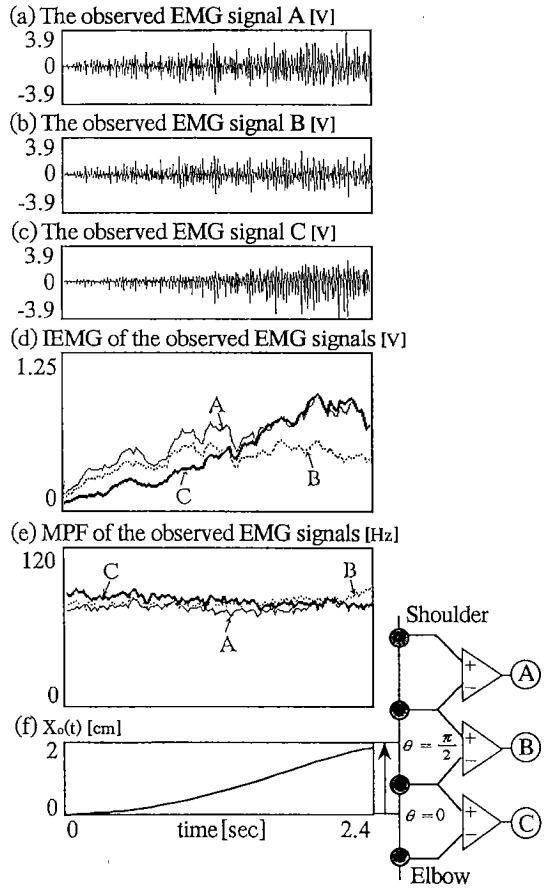 (a) The observed EMG signal A [V]
3.9
0
-3.9
(b) The observed EMG signal B [V]
3.9
0
-3.9
(c) The observed EMG signal C [V]
3.9
0
-3.9
(d) IEMG of the observed EMG signals [V]
1.25
0
A
B
C
(e) MPF of the observed EMG signals [Hz]
120
0
C
B
A
(f) Xo(t) [cm]
2
0
0 time [sec] 2.4
Shoulder
+
−
A
θ = π/2
+
−
B
θ = 0
+
−
C
Elbow